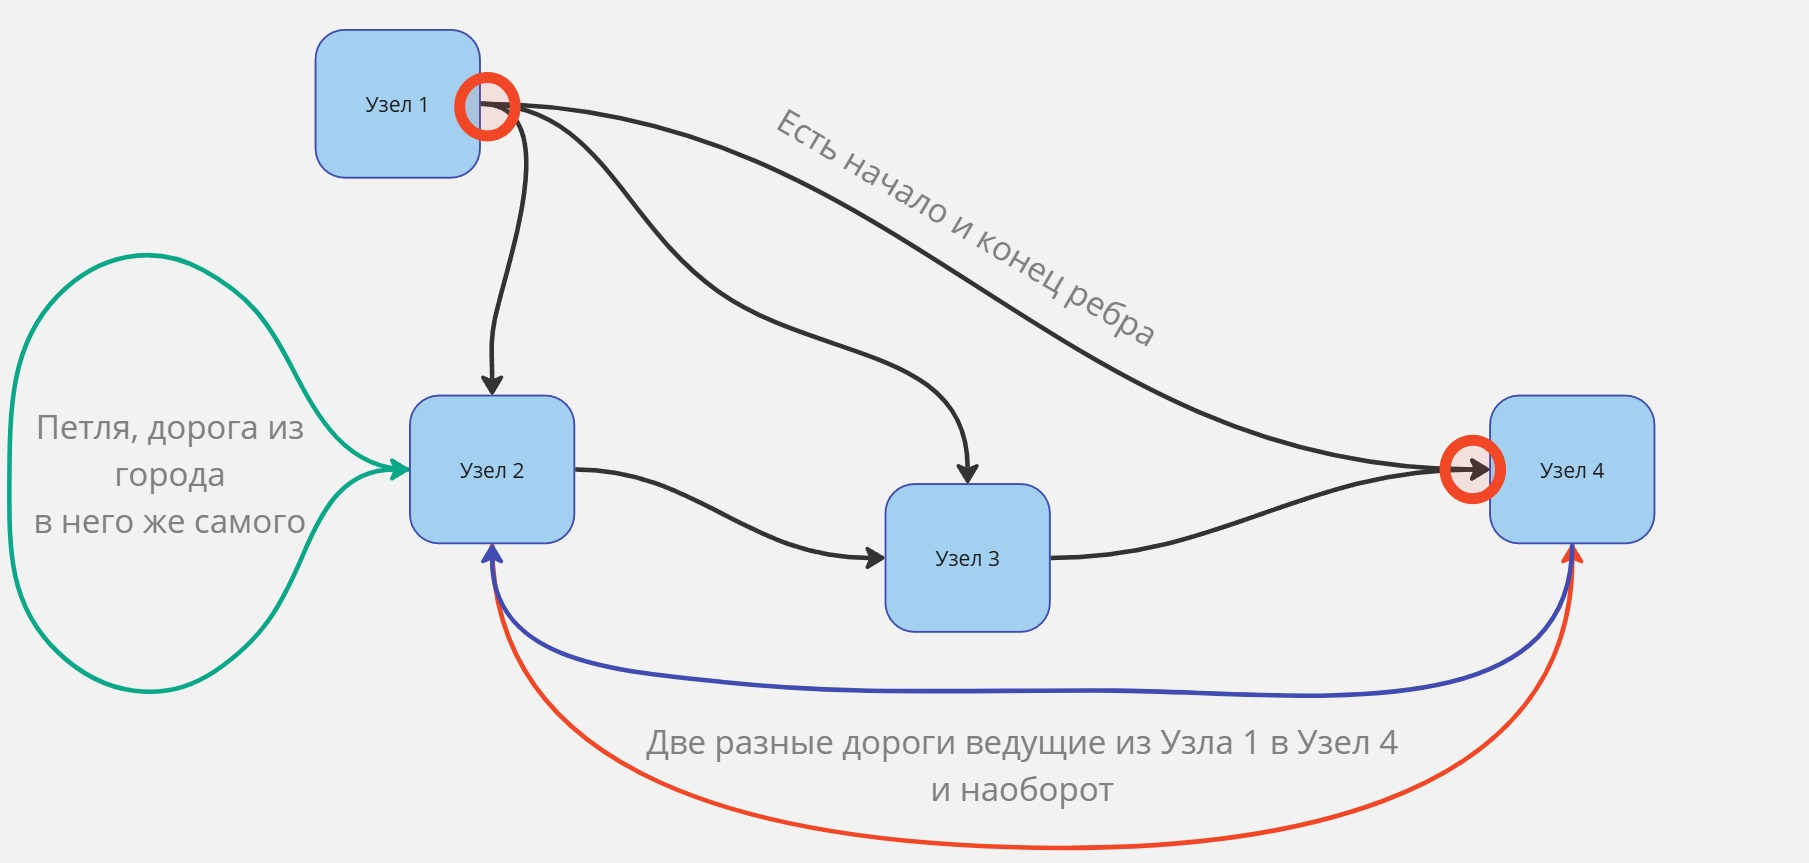 Узел 1
Есть начало и конец ребра
Петля, дорога из
города
в него же самого
Узел 2
Узел 3
Узел 4
Две разные дороги ведущие из Узла 1 в Узел 4
и наоборот